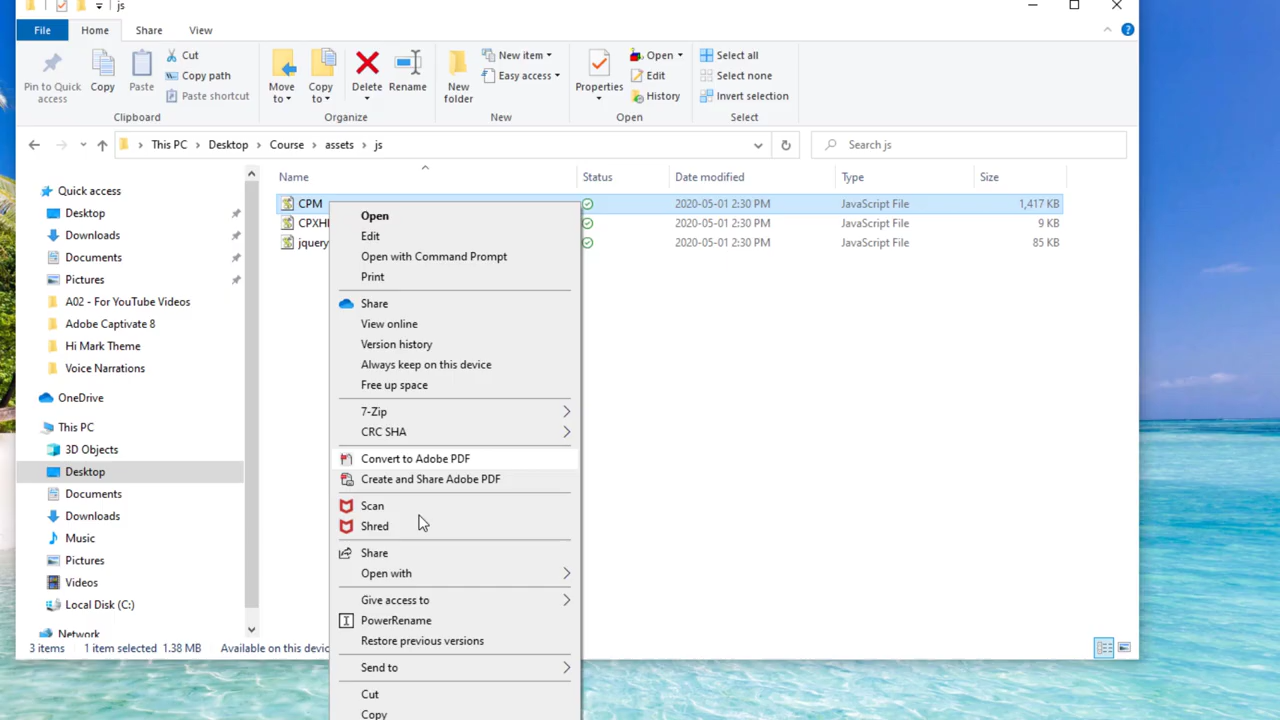 js
File Home Share View
Pin to Quick access
Copy
Paste
Cut
Copy path
Paste shortcut
Clipboard
Move to
Copy to
Delete
Rename
Organize
New folder
New item
Easy access
New
Properties
Open
Edit
History
Open
Select all
Select none
Invert selection
Select
This PC Desktop Course assets js
Search js
Name Status Date modified Type Size
CPM 2020-05-01 2:30 PM JavaScript File 1,417 KB
CPXHI 2020-05-01 2:30 PM JavaScript File 9 KB
jquery 2020-05-01 2:30 PM JavaScript File 85 KB
Quick access
Desktop
Downloads
Documents
Pictures
A02 - For YouTube Videos
Adobe Captivate 8
Hi Mark Theme
Voice Narrations
OneDrive
This PC
3D Objects
Desktop
Documents
Downloads
Music
Pictures
Videos
Local Disk (C:)
Network
Open
Edit
Open with Command Prompt
Print
Share
View online
Version history
Always keep on this device
Free up space
7-Zip
CRC SHA
Convert to Adobe PDF
Create and Share Adobe PDF
Scan
Shred
Share
Open with
Give access to
PowerRename
Restore previous versions
Send to
Cut
Copy
3 items 1 item selected 1.38 MB Available on this devic